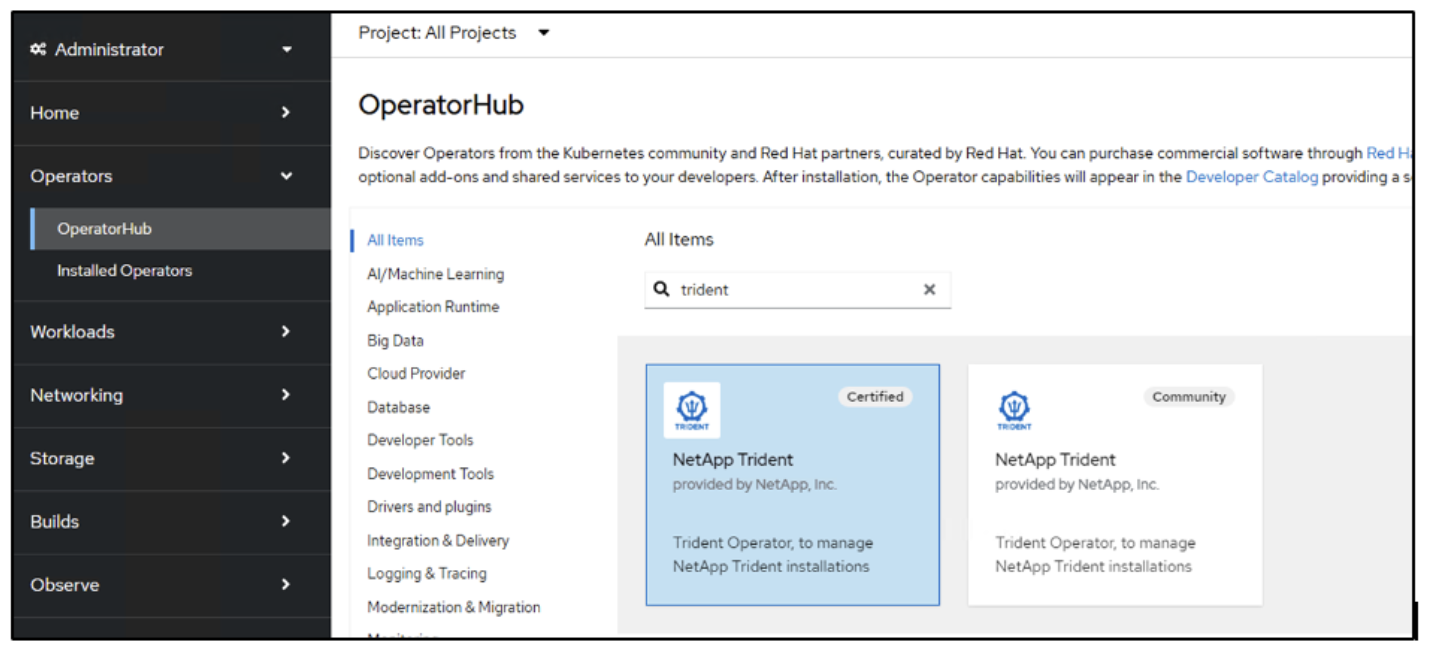 Administrator
Home
Operators
OperatorHub
Installed Operators
Workloads
Networking
Storage
Builds
Observe
Project: All Projects
OperatorHub
Discover Operators from the Kubernetes community and Red Hat partners, curated by Red Hat. You can purchase commercial software through Red
optional add-ons and shared services to your developers. After installation, the Operator capabilities will appear in the Developer Catalog providing a
All Items
AI/Machine Learning
Application Runtime
Big Data
Cloud Provider
Database
Developer Tools
Development Tools
Drivers and plugins
Integration & Delivery
Logging & Tracing
Modernization & Migration
All Items
trident
TRIDENT
Certified
NetApp Trident
provided by NetApp, Inc.
Trident Operator, to manage
NetApp Trident installations
TRIDENT
Community
NetApp Trident
provided by NetApp, Inc.
Trident Operator, to manage
NetApp Trident installations